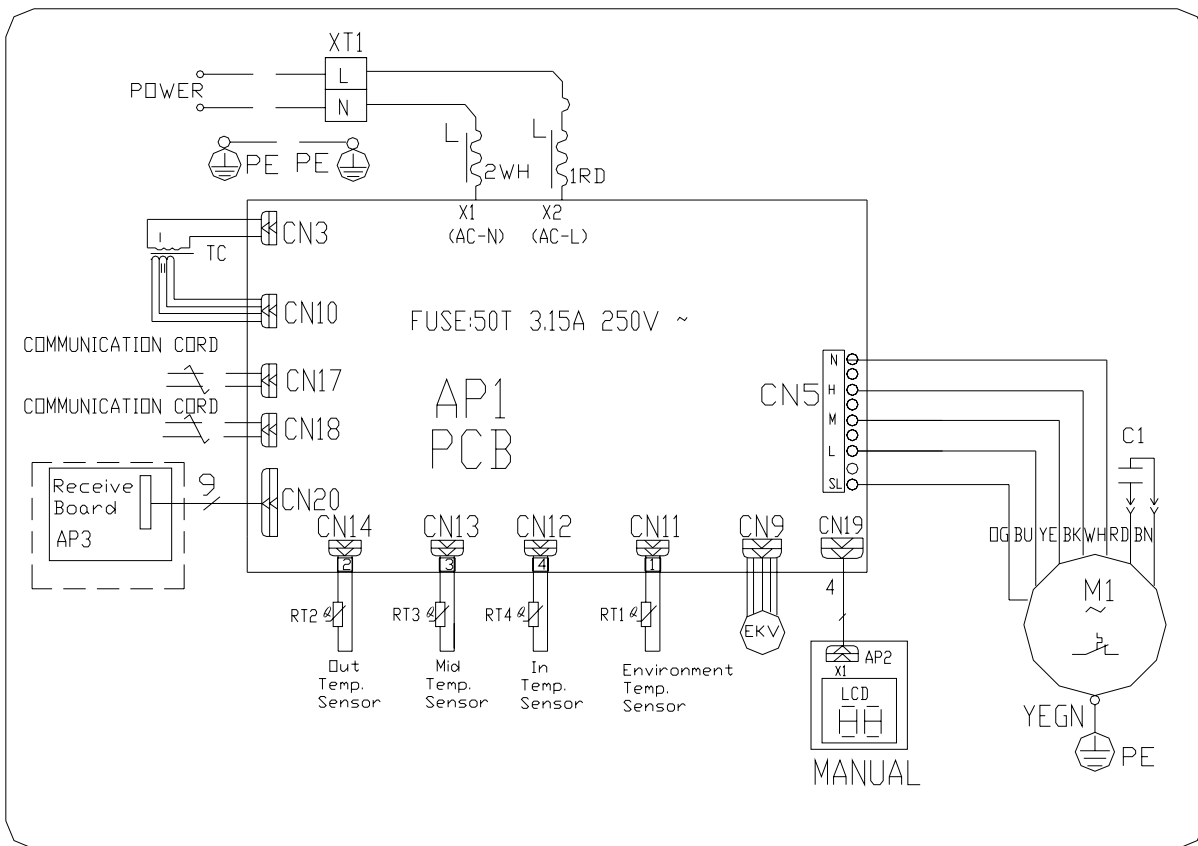 XT1
L
N
POWER
PE PE
L
2WH
L
1RD
X1
(AC-N)
X2
(AC-L)
CN3
I
II
TC
CN10
FUSE:50T 3.15A 250V ~
COMMUNICATION CORD
CN17
COMMUNICATION CORD
CN18
AP1
PCB
CN5
N
H
M
L
SL
C1
Receive
Board
AP3
9
CN20
CN14
CN13
CN12
CN11
CN9
CN19
2
3
4
1
4
OG BU YE BK WH RD BN
M1
~
RT2
RT3
RT4
RT1
EKV
Out
Temp.
Sensor
Mid
Temp.
Sensor
In
Temp.
Sensor
Environment
Temp.
Sensor
AP2
X1
LCD
88
MANUAL
YEGN
PE